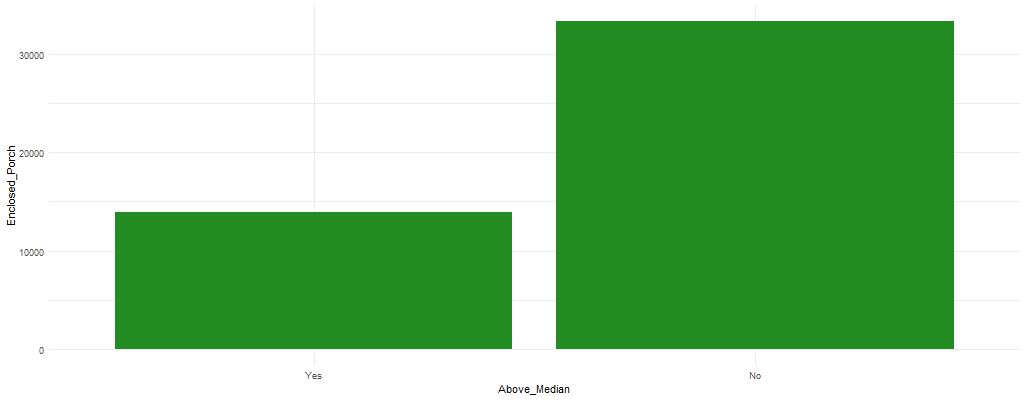 Enclosed_Porch
30000
20000
10000
0
Yes No
Above_Median